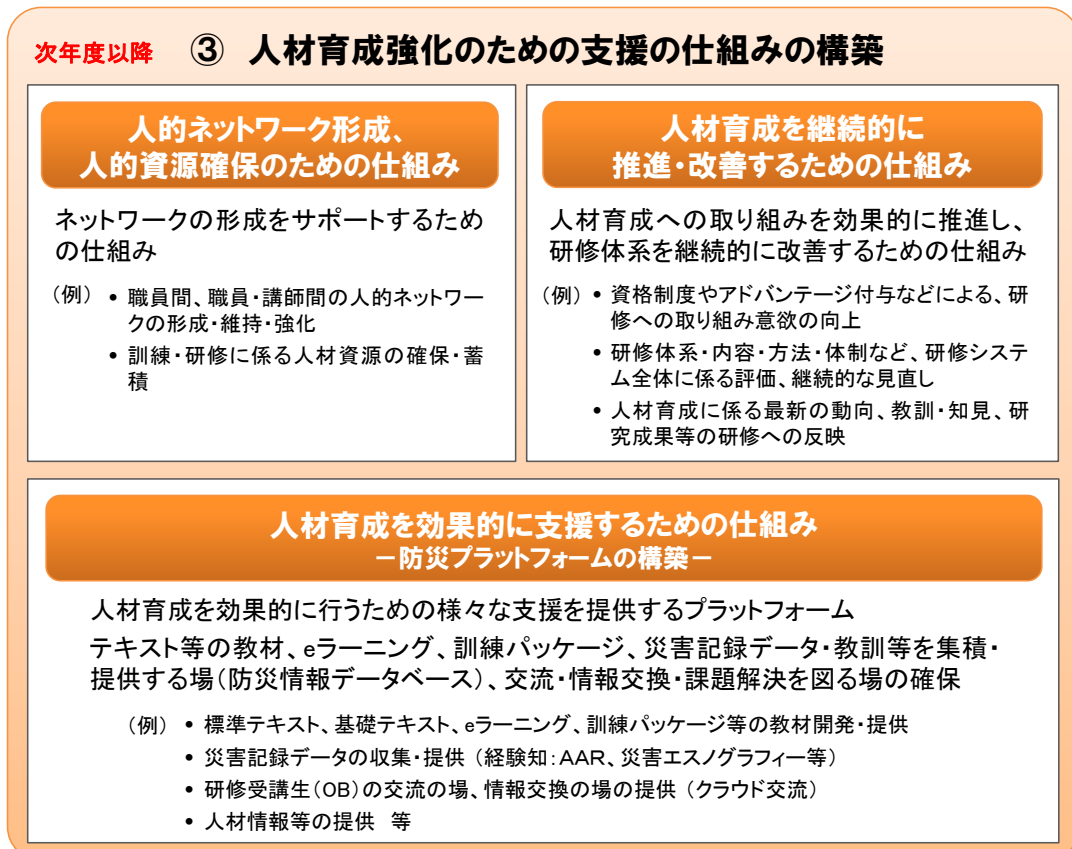 次年度以降 ③ 人材育成強化のための支援の仕組みの構築
人的ネットワーク形成、
人的資源確保のための仕組み
ネットワークの形成をサポートするため
の仕組み
（例） • 職員間、職員・講師間の人的ネットワー
クの形成・維持・強化
• 訓練・研修に係る人材資源の確保・蓄
積
人材育成を継続的に
推進・改善するための仕組み
人材育成への取り組みを効果的に推進し、
研修体系を継続的に改善するための仕組み
（例） • 資格制度やアドバンテージ付与などによる、研
修への取り組み意欲の向上
• 研修体系・内容・方法・体制など、研修システ
ム全体に係る評価、継続的な見直し
• 人材育成に係る最新の動向、教訓・知見、研
究成果等の研修への反映
人材育成を効果的に支援するための仕組み
－防災プラットフォームの構築－
人材育成を効果的に行うための様々な支援を提供するプラットフォーム
テキスト等の教材、eラーニング、訓練パッケージ、災害記録データ・教訓等を集積・
提供する場（防災情報データベース）、交流・情報交換・課題解決を図る場の確保
（例） • 標準テキスト、基礎テキスト、eラーニング、訓練パッケージ等の教材開発・提供
• 災害記録データの収集・提供 （経験知：AAR、災害エスノグラフィー等）
• 研修受講生（OB）の交流の場、情報交換の場の提供 （クラウド交流）
• 人材情報等の提供 等